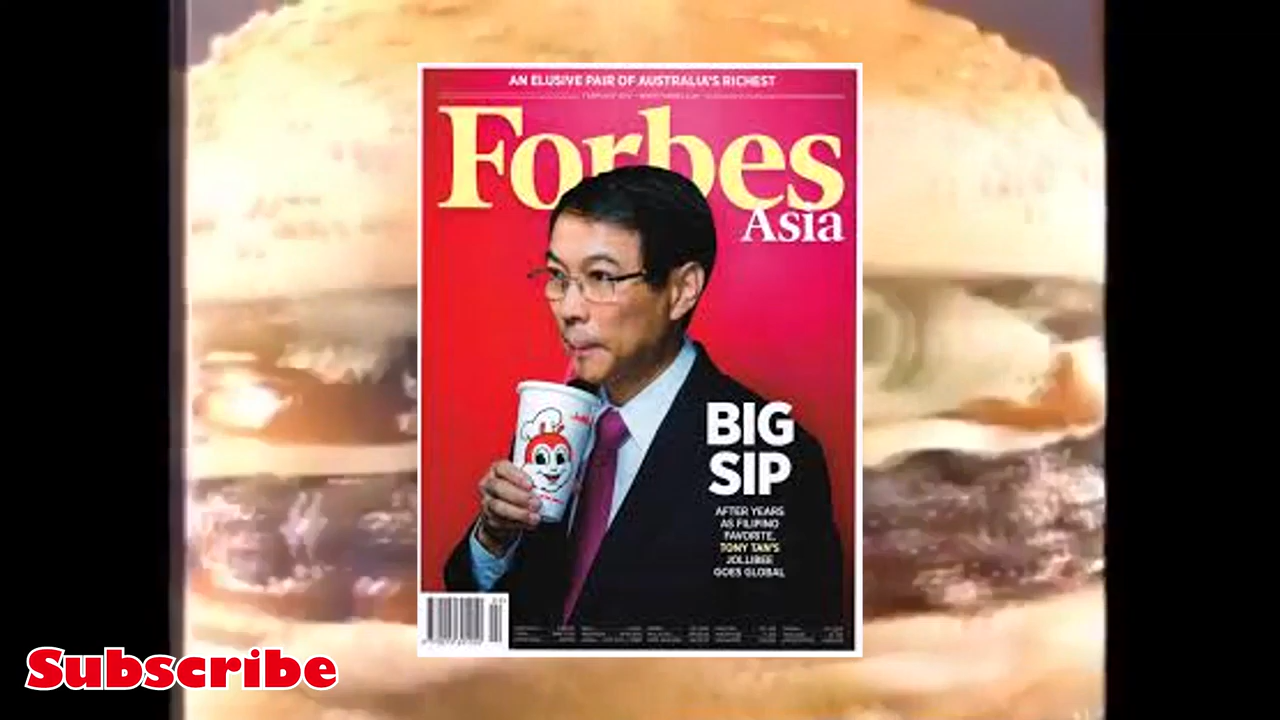 AN ELUSIVE PAIR OF AUSTRALIA'S RICHEST
Forbes
Asia
BIG
SIP
AFTER YEARS
AS FILIPINO
FAVORITE,
TONY TAN'S
JOLLIBEE
GOES GLOBAL
Subscribe